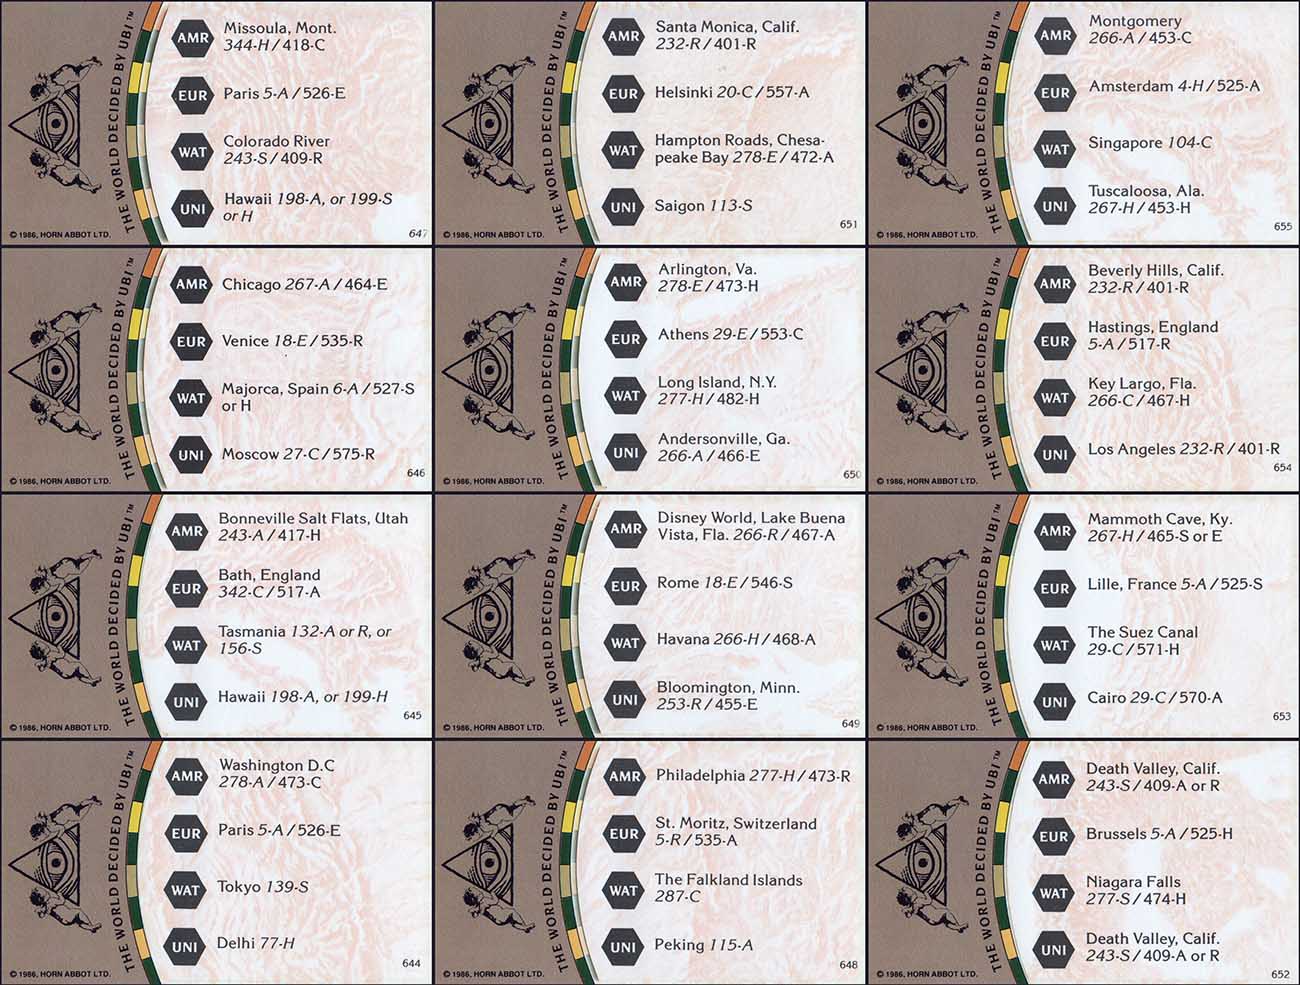 THE WORLD DECIDED BY UBI™
© 1986, HORN ABBOT LTD.
AMR Missoula, Mont.
344-H / 418-C
EUR Paris 5-A / 526-E
WAT Colorado River
243-S / 409-R
UNI Hawaii 198-A, or 199-S
or H
647
THE WORLD DECIDED BY UBI™
© 1986, HORN ABBOT LTD.
AMR Santa Monica, Calif.
232-R / 401-R
EUR Helsinki 20-C / 557-A
WAT Hampton Roads, Chesa-
peake Bay 278-E / 472-A
UNI Saigon 113-S
651
THE WORLD DECIDED BY UBI™
© 1986, HORN ABBOT LTD.
AMR Montgomery
266-A / 453-C
EUR Amsterdam 4-H / 525-A
WAT Singapore 104-C
UNI Tuscaloosa, Ala.
267-H / 453-H
655
THE WORLD DECIDED BY UBI™
© 1986, HORN ABBOT LTD.
AMR Chicago 267-A / 464-E
EUR Venice 18-E / 535-R
WAT Majorca, Spain 6-A / 527-S
or H
UNI Moscow 27-C / 575-R
646
THE WORLD DECIDED BY UBI™
© 1986, HORN ABBOT LTD.
AMR Arlington, Va.
278-E / 473-H
EUR Athens 29-E / 553-C
WAT Long Island, N.Y.
277-H / 482-H
UNI Andersonville, Ga.
266-A / 466-E
650
THE WORLD DECIDED BY UBI™
© 1986, HORN ABBOT LTD.
AMR Beverly Hills, Calif.
232-R / 401-R
EUR Hastings, England
5-A / 517-R
WAT Key Largo, Fla.
266-C / 467-H
UNI Los Angeles 232-R / 401-R
654
THE WORLD DECIDED BY UBI™
© 1986, HORN ABBOT LTD.
AMR Bonneville Salt Flats, Utah
243-A / 417-H
EUR Bath, England
342-C / 517-A
WAT Tasmania 132-A or R, or
156-S
UNI Hawaii 198-A, or 199-H
645
THE WORLD DECIDED BY UBI™
© 1986, HORN ABBOT LTD.
AMR Disney World, Lake Buena
Vista, Fla. 266-R / 467-A
EUR Rome 18-E / 546-S
WAT Havana 266-H / 468-A
UNI Bloomington, Minn.
253-R / 455-E
649
THE WORLD DECIDED BY UBI™
© 1986, HORN ABBOT LTD.
AMR Mammoth Cave, Ky.
267-H / 465-S or E
EUR Lille, France 5-A / 525-S
WAT The Suez Canal
29-C / 571-H
UNI Cairo 29-C / 570-A
653
THE WORLD DECIDED BY UBI™
© 1986, HORN ABBOT LTD.
AMR Washington D.C
278-A / 473-C
EUR Paris 5-A / 526-E
WAT Tokyo 139-S
UNI Delhi 77-H
644
THE WORLD DECIDED BY UBI™
© 1986, HORN ABBOT LTD.
AMR Philadelphia 277-H / 473-R
EUR St. Moritz, Switzerland
5-R / 535-A
WAT The Falkland Islands
287-C
UNI Peking 115-A
648
THE WORLD DECIDED BY UBI™
© 1986, HORN ABBOT LTD.
AMR Death Valley, Calif.
243-S / 409-A or R
EUR Brussels 5-A / 525-H
WAT Niagara Falls
277-S / 474-H
UNI Death Valley, Calif.
243-S / 409-A or R
652